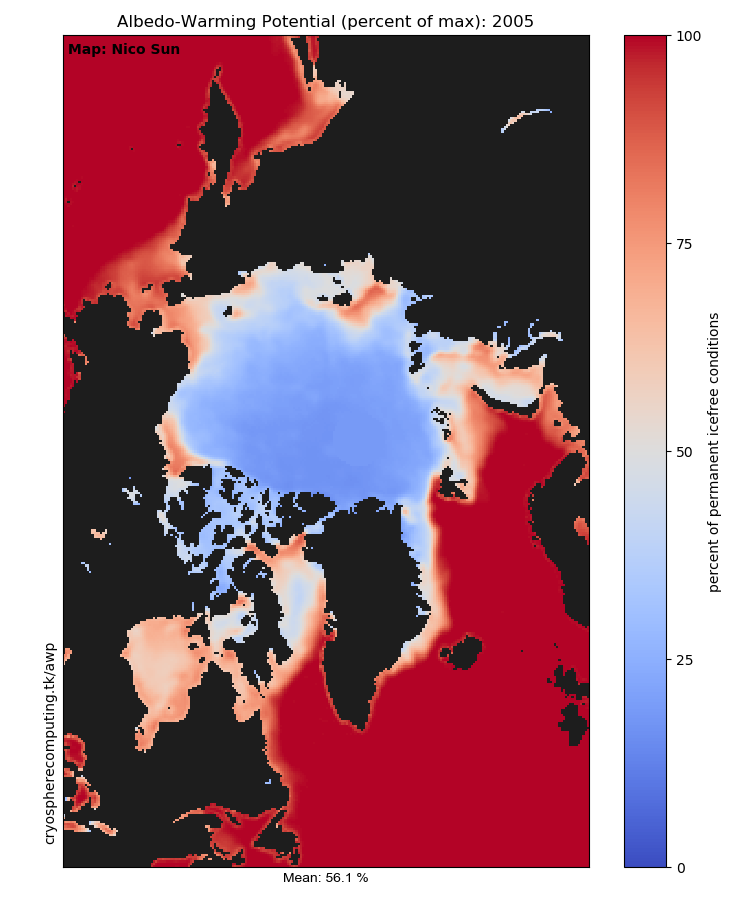 Albedo-Warming Potential (percent of max): 2005
Map: Nico Sun
100
75
50
25
0
percent of permanent icefree conditions
cryospherecomputing.tk/awp
Mean: 56.1 %